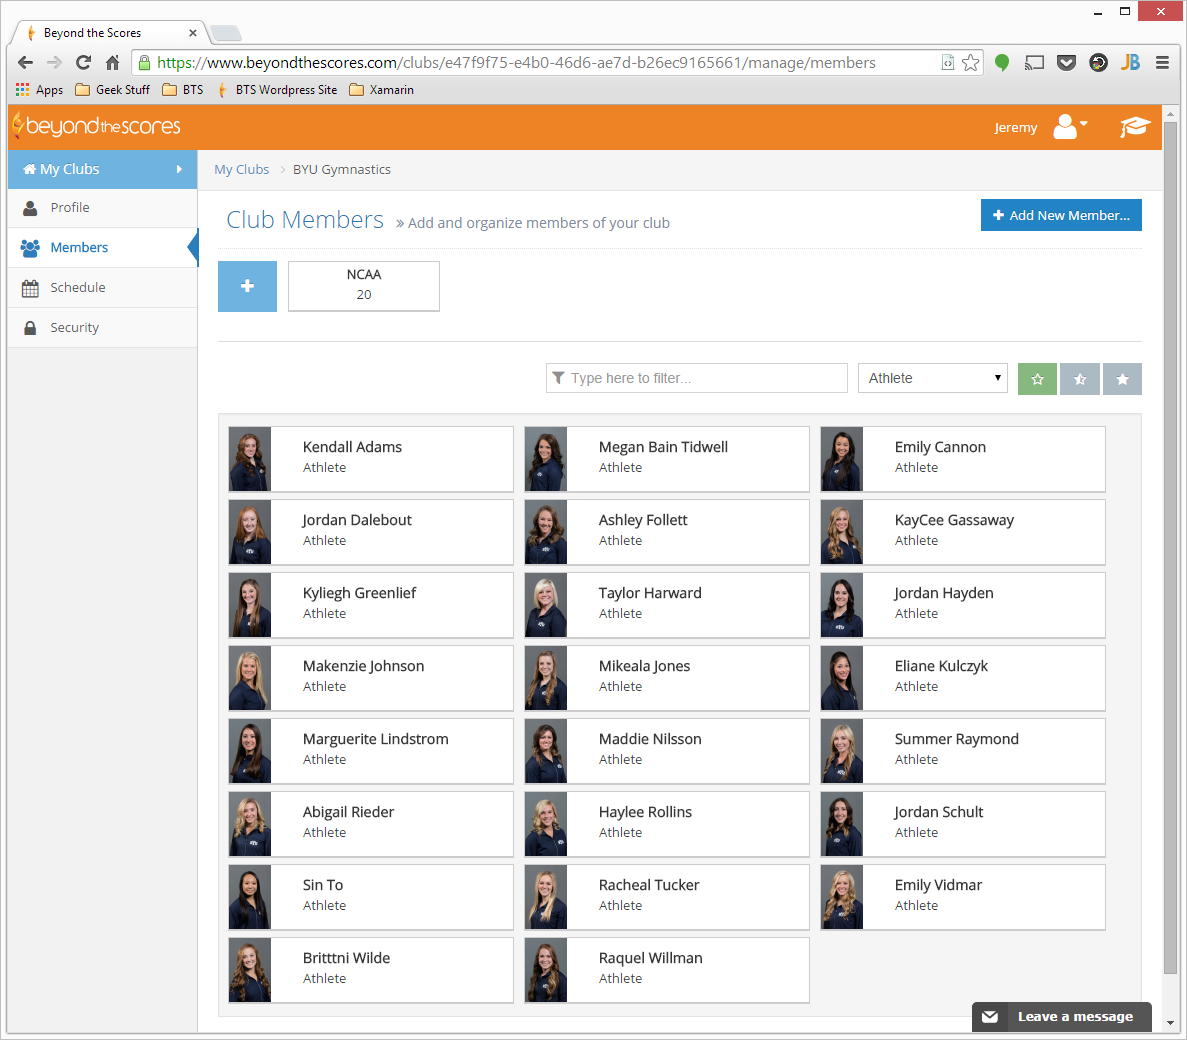 Beyond the Scores
https://www.beyondthescores.com/clubs/e47f9f75-e4b0-46d6-ae7d-b26ec9165661/manage/members
Apps Geek Stuff BTS BTS Wordpress Site Xamarin
beyondthescores
Jeremy
My Clubs
My Clubs > BYU Gymnastics
Profile
Members
Schedule
Security
Club Members » Add and organize members of your club
+ Add New Member...
+
NCAA
20
Type here to filter...
Athlete
Kendall Adams
Athlete
Megan Bain Tidwell
Athlete
Emily Cannon
Athlete
Jordan Dalebout
Athlete
Ashley Follett
Athlete
KayCee Gassaway
Athlete
Kyliegh Greenlief
Athlete
Taylor Harward
Athlete
Jordan Hayden
Athlete
Makenzie Johnson
Athlete
Mikeala Jones
Athlete
Eliane Kulczyk
Athlete
Marguerite Lindstrom
Athlete
Maddie Nilsson
Athlete
Summer Raymond
Athlete
Abigail Rieder
Athlete
Haylee Rollins
Athlete
Jordan Schult
Athlete
Sin To
Athlete
Racheal Tucker
Athlete
Emily Vidmar
Athlete
Britttni Wilde
Athlete
Raquel Willman
Athlete
Leave a message
JB